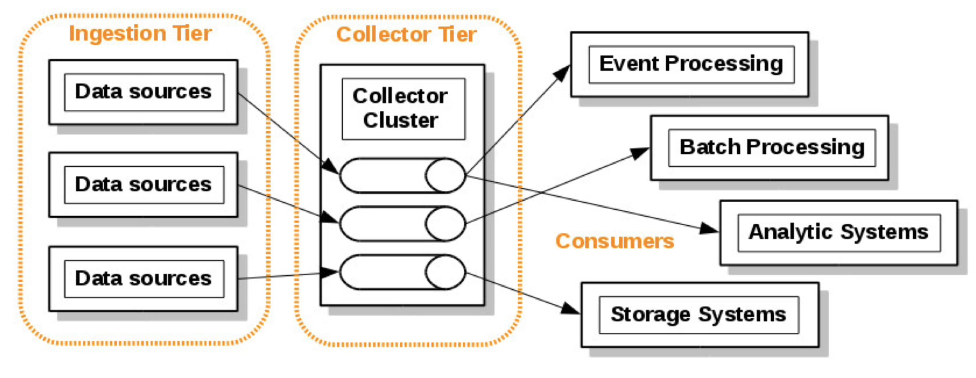 Ingestion Tier
Data sources
Data sources
Data sources
Collector Tier
Collector
Cluster
Event Processing
Batch Processing
Analytic Systems
Consumers
Storage Systems